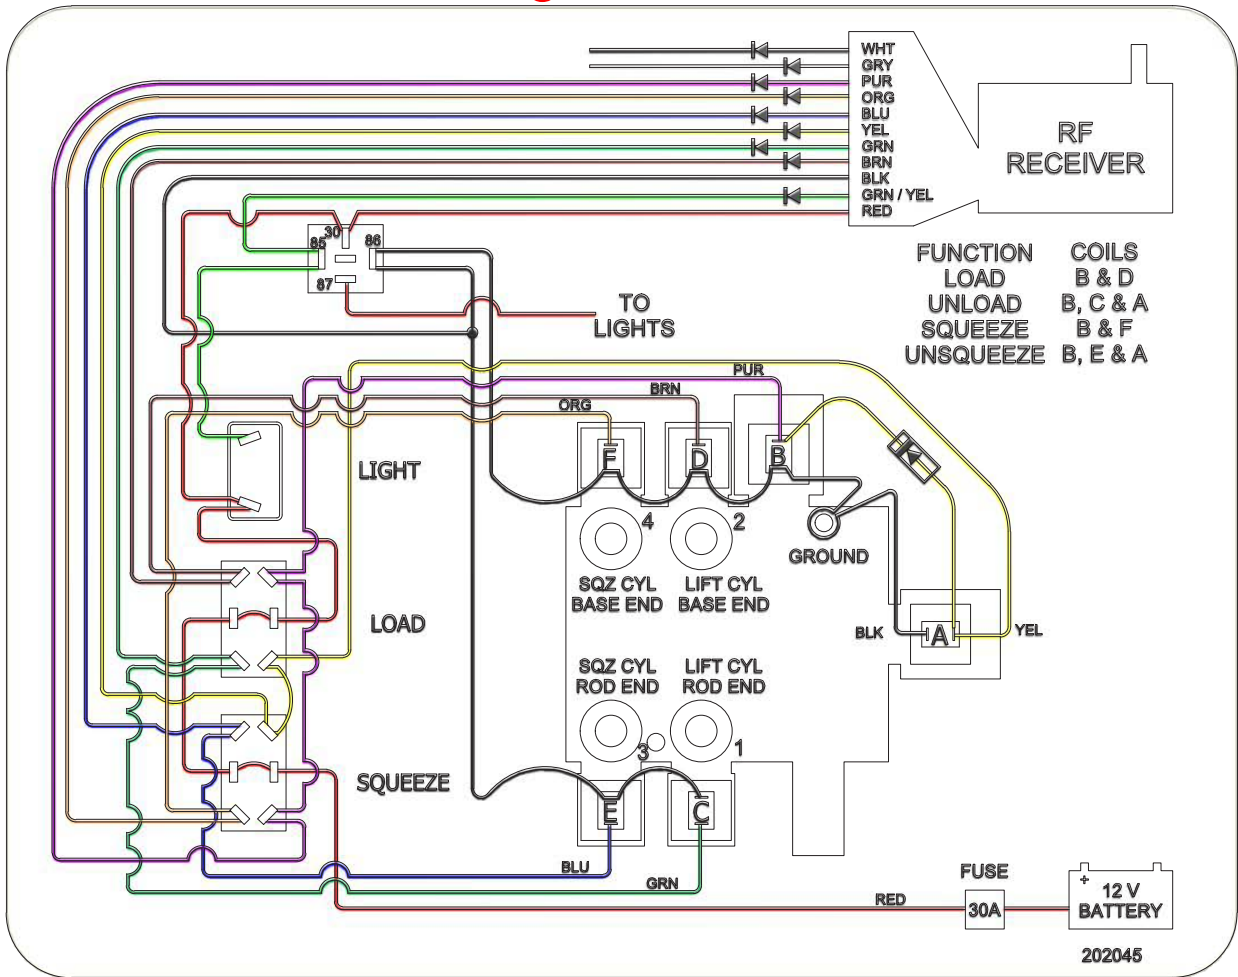 WHT
GRY
PUR
ORG
BLU
YEL
GRN
BRN
BLK
GRN / YEL
RED
RF
RECEIVER
30
85
86
87
FUNCTION COILS
LOAD B & D
UNLOAD B, C & A
SQUEEZE B & F
UNSQUEEZE B, E & A
TO
LIGHTS
PUR
BRN
ORG
F
D
B
LIGHT
4
2
GROUND
SQZ CYL
BASE END
LIFT CYL
BASE END
LOAD
BLK
A
YEL
SQZ CYL
ROD END
LIFT CYL
ROD END
3
1
SQUEEZE
E
C
BLU
GRN
RED
FUSE
30A
+
12 V
BATTERY
202045